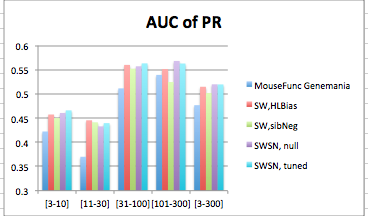 AUC of PR
0.6
0.55
0.5
0.45
0.4
0.35
0.3
[3-10]
[11-30]
[31-100]
[101-300]
[3-300]
MouseFunc Genemania
SW,HLBias
SW,sibNeg
SWSN, null
SWSN, tuned